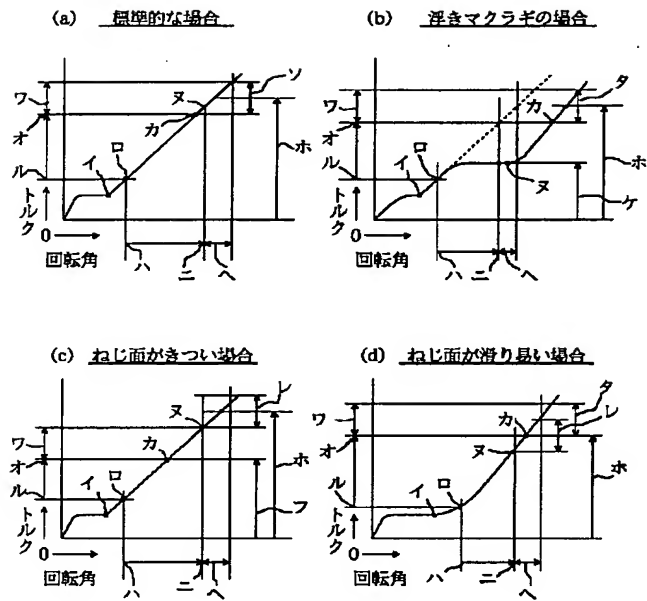 (a) 標準的な場合
ワ
オ
ル
トルク
0
回転角
イ
ロ
カ
ヌ
ソ
ホ
ハ
ニ
ヘ
(b) 浮きマクラギの場合
ワ
オ
ル
トルク
0
回転角
イ
ロ
カ
ヌ
タ
ホ
ケ
ハ
ニ
ヘ
(c) ねじ面がきつい場合
ワ
オ
ル
トルク
0
回転角
イ
ロ
カ
ヌ
レ
ホ
フ
ハ
ニ
ヘ
(d) ねじ面が滑り易い場合
ワ
オ
ル
トルク
0
回転角
イ
ロ
ヌ
カ
タ
レ
ホ
ハ
ニ
ヘ